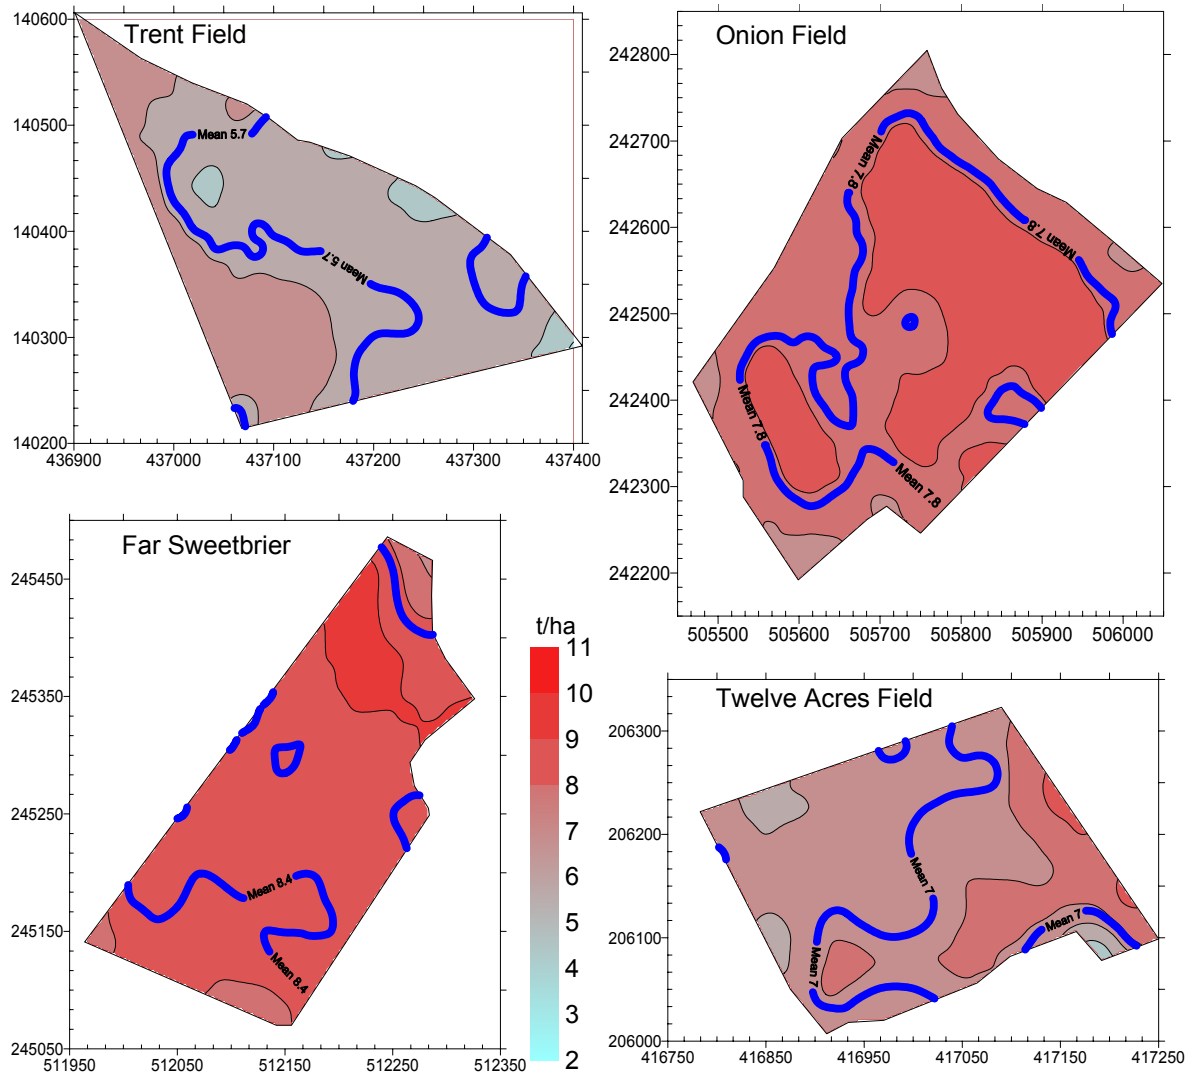 Trent Field
140600
140500
140400
140300
140200
436900 437000 437100 437200 437300 437400
Mean 5.7
Mean 5.7
Onion Field
242800
242700
242600
242500
242400
242300
242200
505500 505600 505700 505800 505900 506000
Mean 7.8
Mean 7.8
Mean 7.8
Mean 7.8
Far Sweetbrier
245450
245350
245250
245150
245050
511950 512050 512150 512250 512350
Mean 8.4
Mean 8.4
t/ha
11
10
9
8
7
6
5
4
3
2
Twelve Acres Field
206300
206200
206100
206000
416750 416850 416950 417050 417150 417250
Mean 7
Mean 7
Mean 7